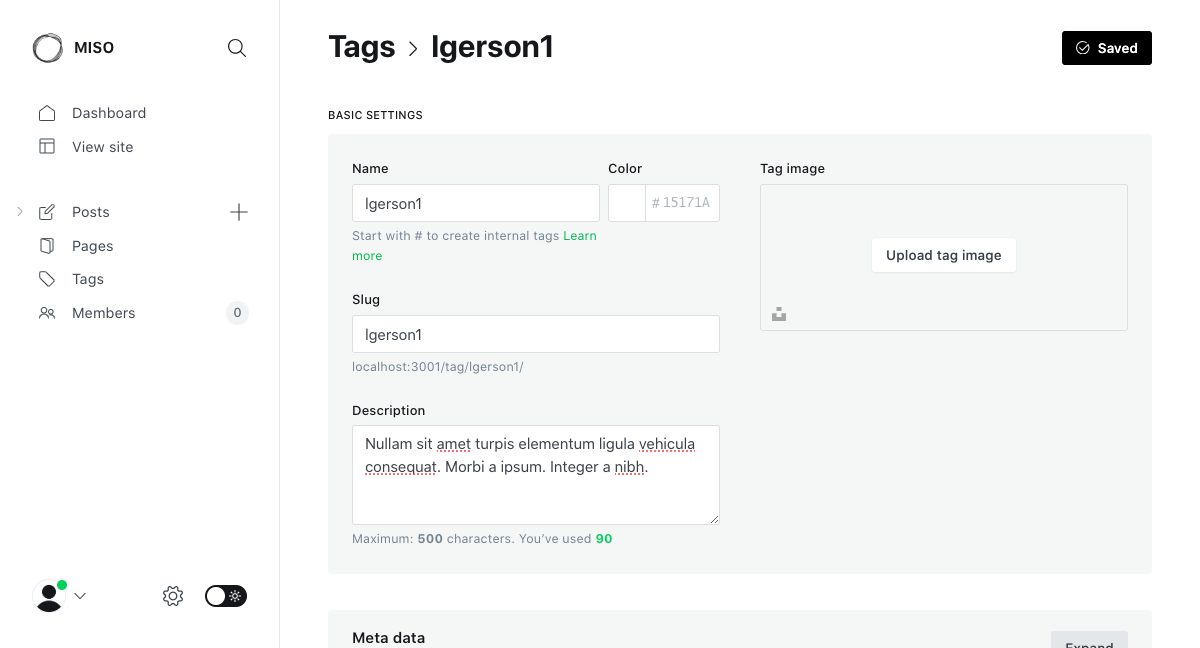 MISO
Dashboard
View site
Posts
Pages
Tags
Members
0
Tags > lgerson1
Saved
BASIC SETTINGS
Name
lgerson1
Start with # to create internal tags Learn
more
Color
# 15171A
Slug
lgerson1
localhost:3001/tag/lgerson1/
Description
Nullam sit amet turpis elementum ligula vehicula
consequat. Morbi a ipsum. Integer a nibh.
Maximum: 500 characters. You’ve used 90
Tag image
Upload tag image
Meta data
Expand